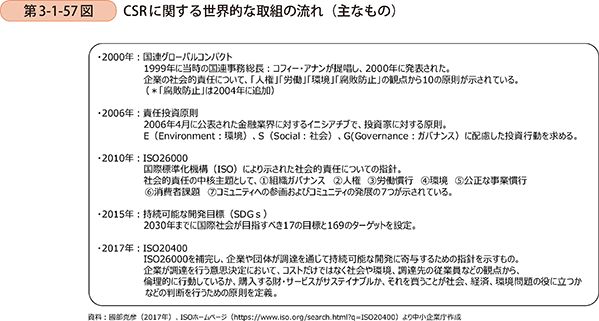 第3-1-57図 CSRに関する世界的な取組の流れ（主なもの）
・2000年：国連グローバルコンパクト
1999年に当時の国連事務総長：コフィー・アナンが提唱し、2000年に発表された。
企業の社会的責任について、「人権」「労働」「環境」「腐敗防止」の観点から10の原則が示されている。
（＊「腐敗防止」は2004年に追加）
・2006年：責任投資原則
2006年4月に公表された金融業界に対するイニシアチブで、投資家に対する原則。
E（Environment：環境）、S（Social：社会）、G(Governance：ガバナンス）に配慮した投資行動を求める。
・2010年：ISO26000
国際標準化機構（ISO）により示された社会的責任についての指針。
社会的責任の中核主題として、①組織ガバナンス ②人権 ③労働慣行 ④環境 ⑤公正な事業慣行
⑥消費者課題 ⑦コミュニティへの参画およびコミュニティの発展の7つが示されている。
・2015年：持続可能な開発目標（SDGｓ）
2030年までに国際社会が目指すべき17の目標と169のターゲットを設定。
・2017年：ISO20400
ISO26000を補完し、企業や団体が調達を通じて持続可能な開発に寄与するための指針を示すもの。
企業が調達を行う意思決定において、コストだけではなく社会や環境、調達先の従業員などの観点から、
倫理的に行動しているか、購入する財・サービスがサステイナブルか、それを買うことが社会、経済、環境問題の役に立つか
などの判断を行うための原則を定義。
資料：國部克彦（2017年）、ISOホームページ（https://www.iso.org/search.html?q=ISO20400）より中小企業庁作成